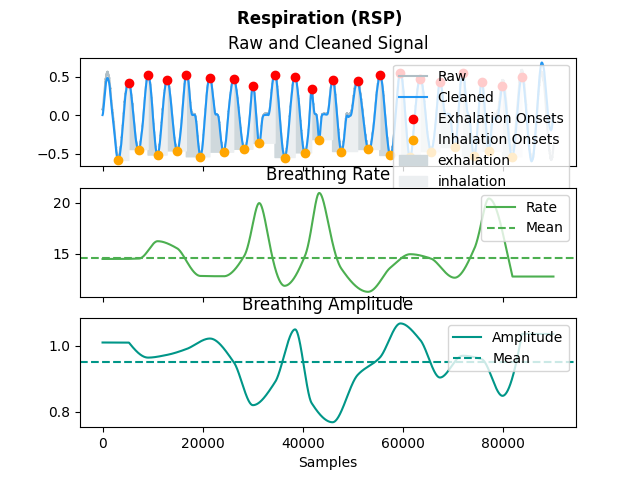 Respiration (RSP)
Raw and Cleaned Signal
0.5
0.0
−0.5
Raw
Cleaned
Exhalation Onsets
Inhalation Onsets
exhalation
inhalation
Breathing Rate
20
15
Rate
Mean
Breathing Amplitude
1.0
0.8
Amplitude
Mean
0 20000 40000 60000 80000
Samples